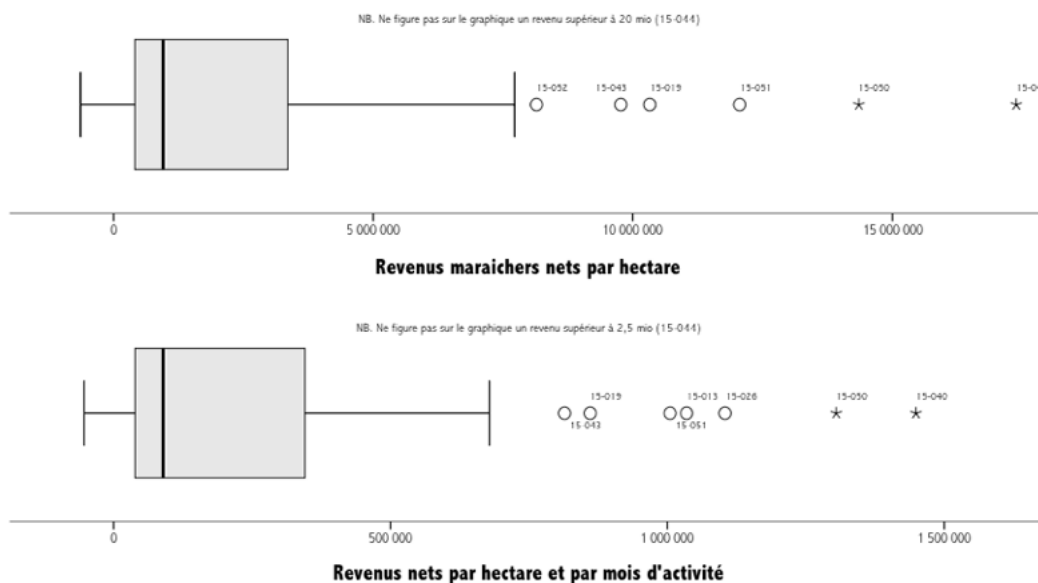 NB. Ne figure pas sur le graphique un revenu supérieur à 20 mio (15-044)
15-052 15-043 15-019 15-051 15-050
0 5 000 000 10 000 000 15 000 000
Revenus maraichers nets par hectare
NB. Ne figure pas sur le graphique un revenu supérieur à 2,5 mio (15-044)
15-019 15-013 15-026 15-050 15-040
15-043 15-051
0 500 000 1 000 000 1 500 000
Revenus nets par hectare et par mois d'activité